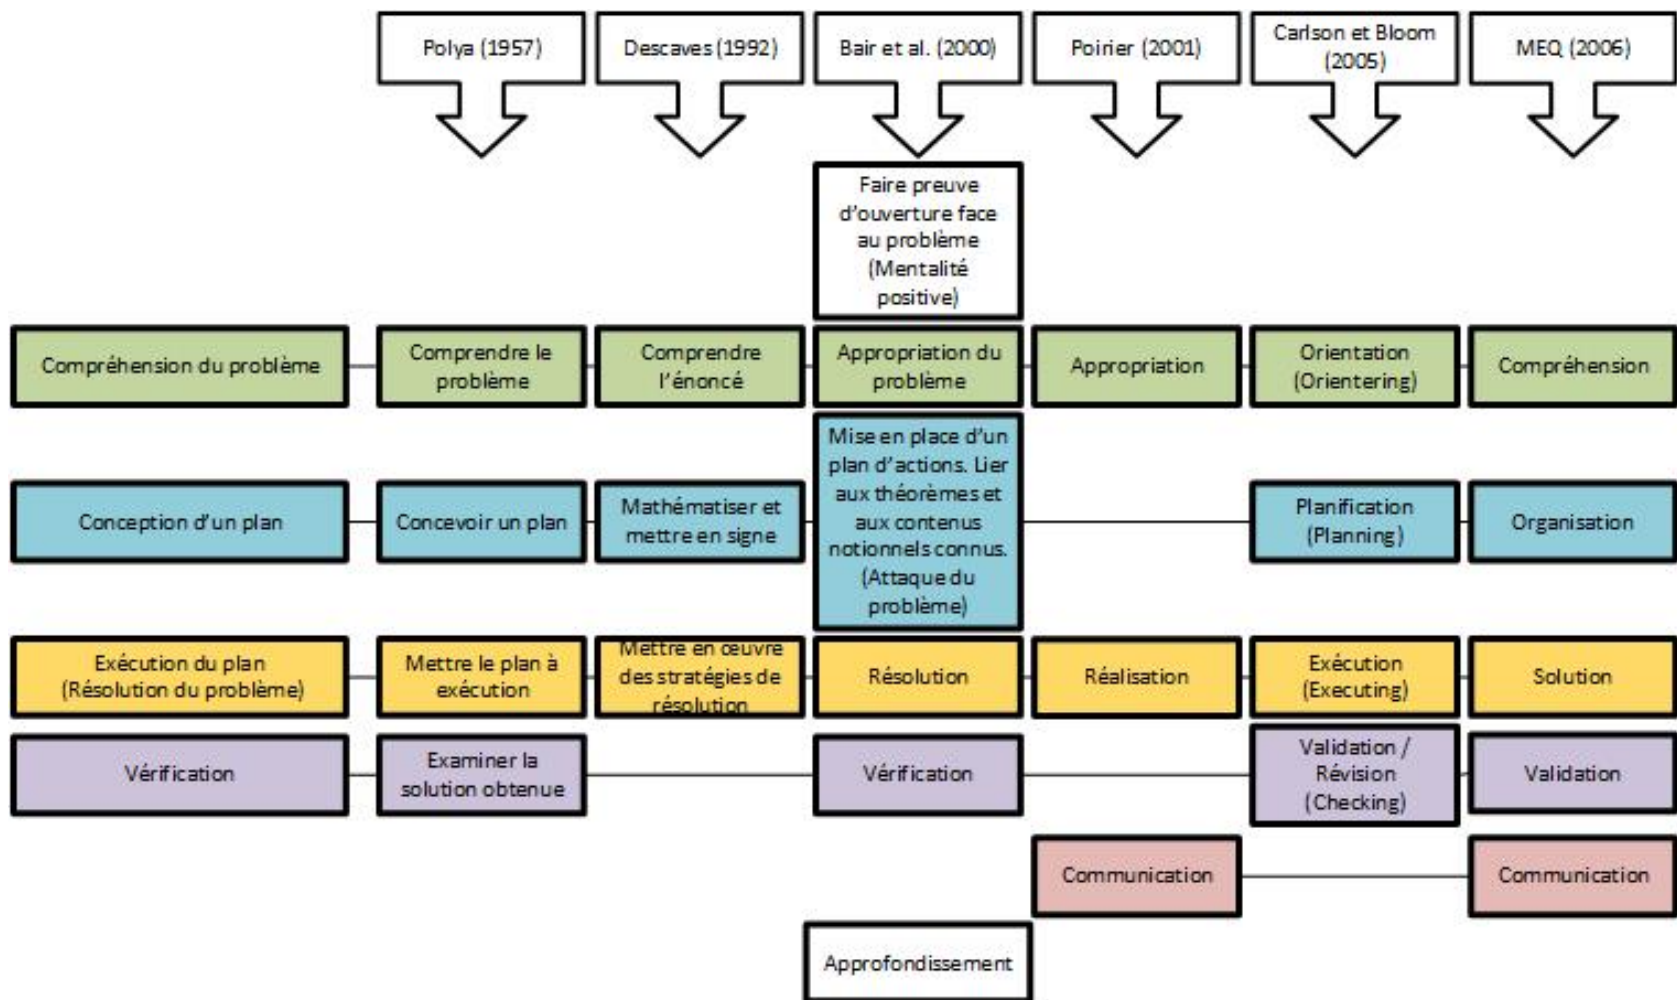 Polya (1957)
Descaves (1992)
Bair et al. (2000)
Poirier (2001)
Carlson et Bloom
(2005)
MEQ (2006)
Faire preuve
d'ouverture face
au problème
(Mentalité
positive)
Compréhension du problème
Comprendre le
problème
Comprendre
l'énoncé
Appropriation du
problème
Appropriation
Orientation
(Orientering)
Compréhension
Conception d'un plan
Concevoir un plan
Mathématiser et
mettre en signe
Mise en place d'un
plan d'actions. Lier
aux théorèmes et
aux contenus
notionnels connus.
(Attaque du
problème)
Planification
(Planning)
Organisation
Exécution du plan
(Résolution du problème)
Mettre le plan à
exécution
Mettre en œuvre
des stratégies de
résolution
Résolution
Réalisation
Exécution
(Executing)
Solution
Vérification
Examiner la
solution obtenue
Vérification
Validation /
Révision
(Checking)
Validation
Communication
Communication
Approfondissement